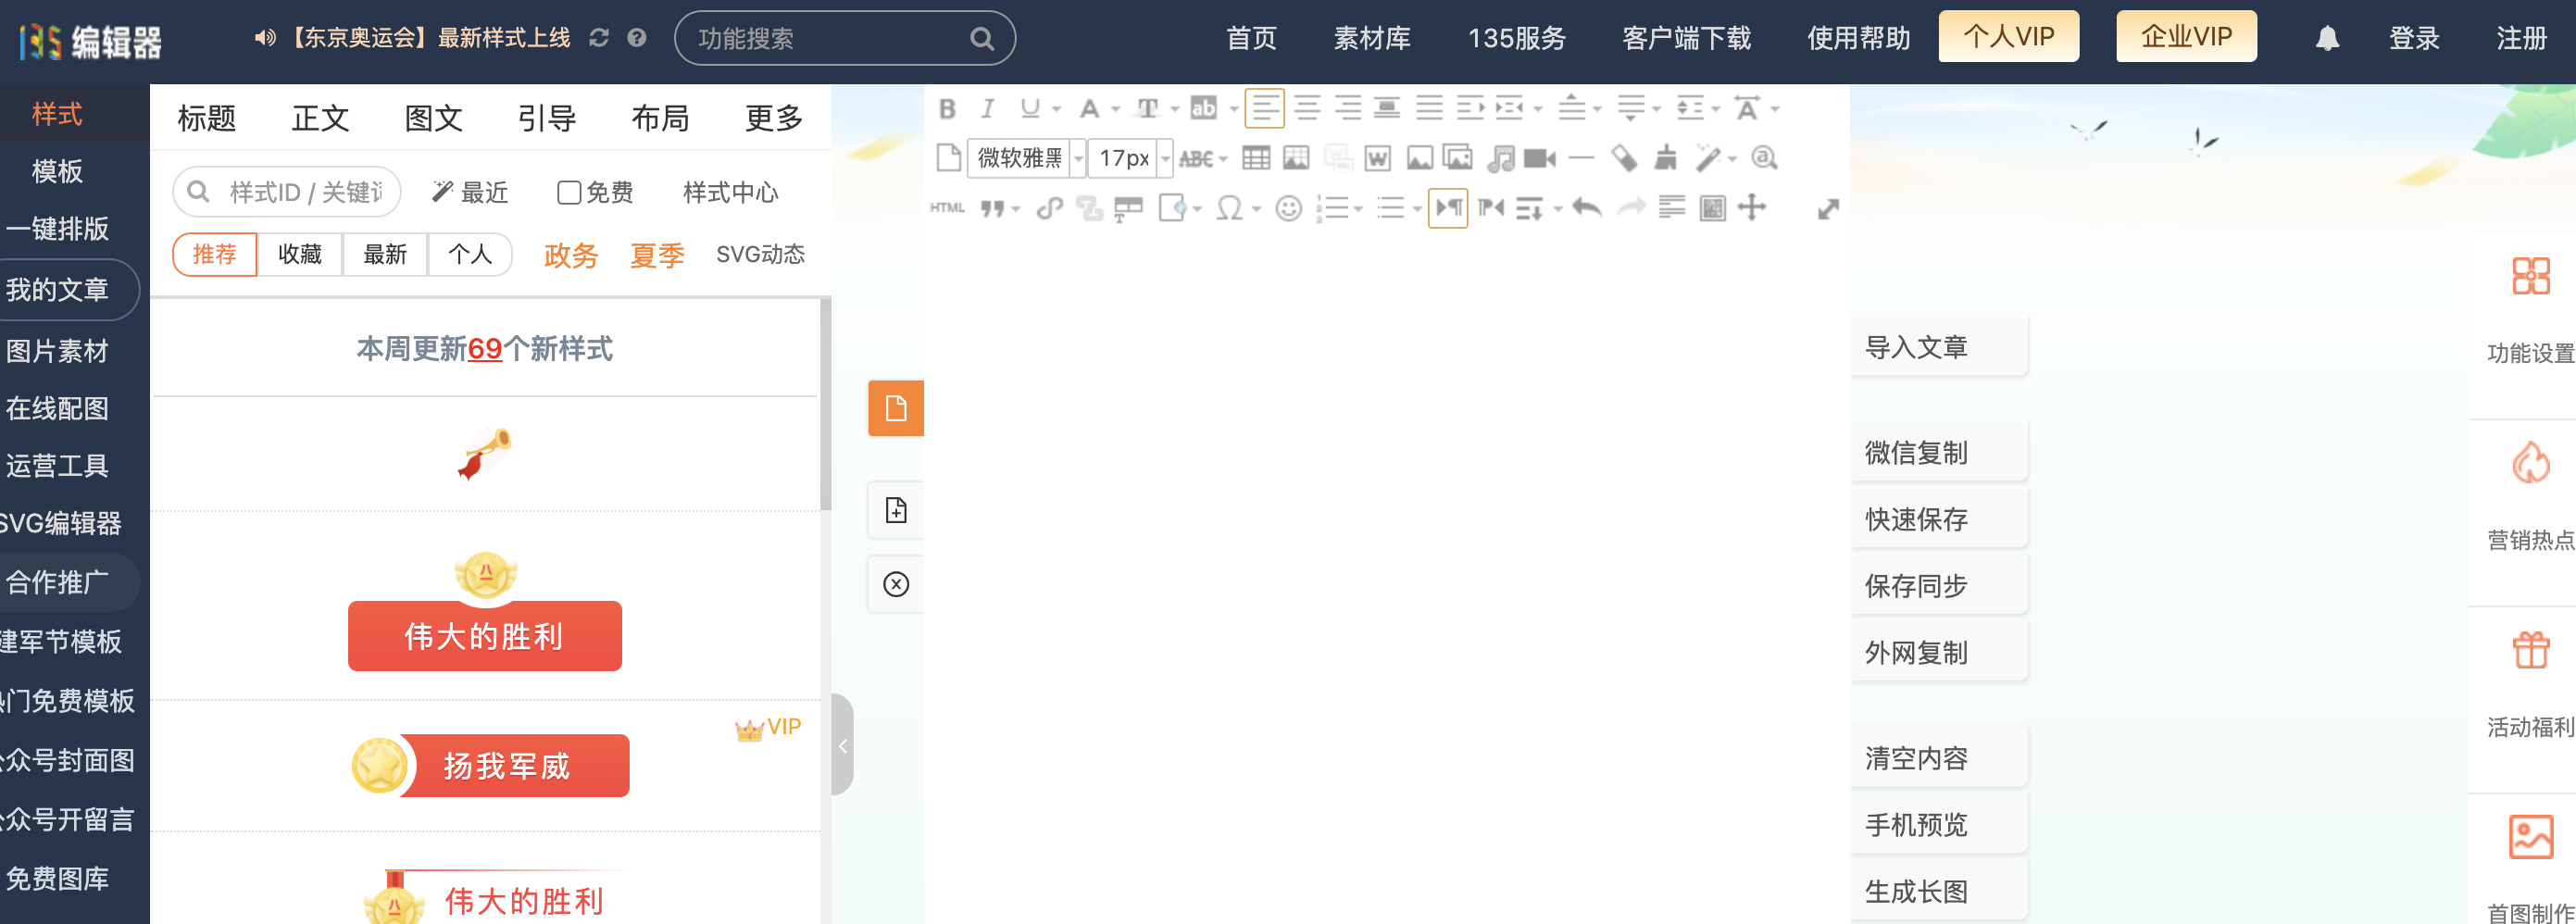 135编辑器
【东京奥运会】最新样式上线
功能搜索
首页
素材库
135服务
客户端下载
使用帮助
个人VIP
企业VIP
登录
注册
样式
模板
一键排版
我的文章
图片素材
在线配图
运营工具
SVG编辑器
合作推广
建军节模板
热门免费模板
公众号封面图
公众号开留言
免费图库
标题 正文 图文 引导 布局 更多
样式ID / 关键词
最近
免费
样式中心
推荐 收藏 最新 个人 政务 夏季 SVG动态
本周更新69个新样式
八一
伟大的胜利
VIP
扬我军威
八一
伟大的胜利
微软雅黑
17px
ABC
HTML
导入文章
微信复制
快速保存
保存同步
外网复制
清空内容
手机预览
生成长图
功能设置
营销热点
活动福利
首图制作